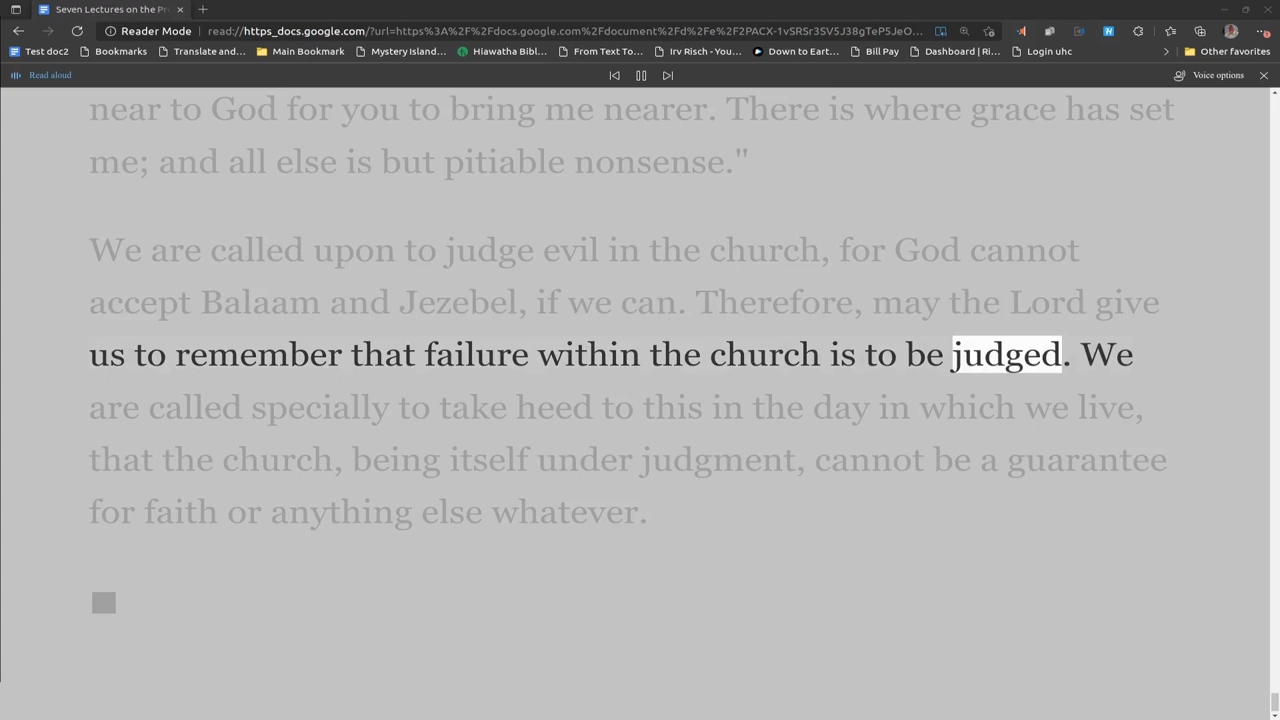 Seven Lectures on the Pr
Reader Mode
read://https_docs.google.com/?url=https%3A%2F%2Fdocs.google.com%2Fdocument%2Fd%2Fe%2F2PACX-1vSRSr3SV5J38gTeP5JeO...
Test doc2
Bookmarks
Translate and...
Main Bookmark
Mystery Island...
Hiawatha Bibl...
From Text To...
Irv Risch - You...
Down to Eart...
Bill Pay
Dashboard | Ri...
Login uhc
Other favorites
Read aloud
Voice options
near to God for you to bring me nearer. There is where grace has set
me; and all else is but pitiable nonsense."
We are called upon to judge evil in the church, for God cannot
accept Balaam and Jezebel, if we can. Therefore, may the Lord give
us to remember that failure within the church is to be judged. We
are called specially to take heed to this in the day in which we live,
that the church, being itself under judgment, cannot be a guarantee
for faith or anything else whatever.